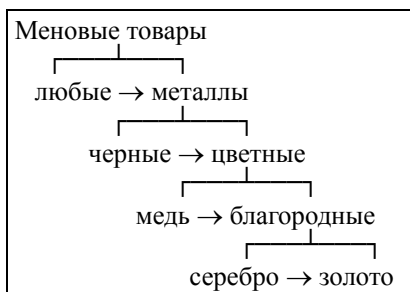 Меновые товары
любые → металлы
черные → цветные
медь → благородные
серебро → золото